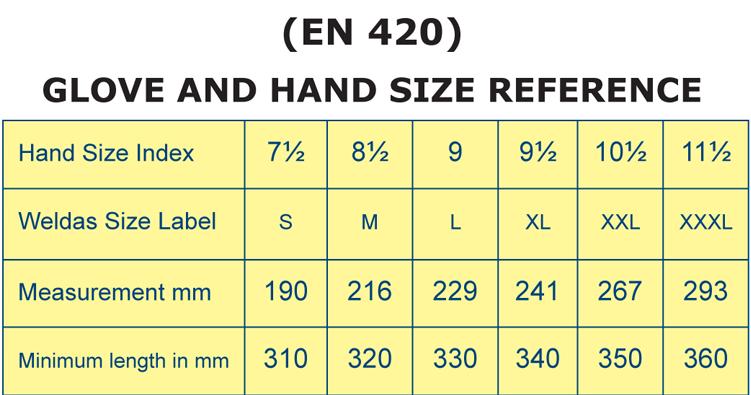 (EN 420)
GLOVE AND HAND SIZE REFERENCE
Hand Size Index 7½ 8½ 9 9½ 10½ 11½
Weldas Size Label S M L XL XXL XXXL
Measurement mm 190 216 229 241 267 293
Minimum length in mm 310 320 330 340 350 360